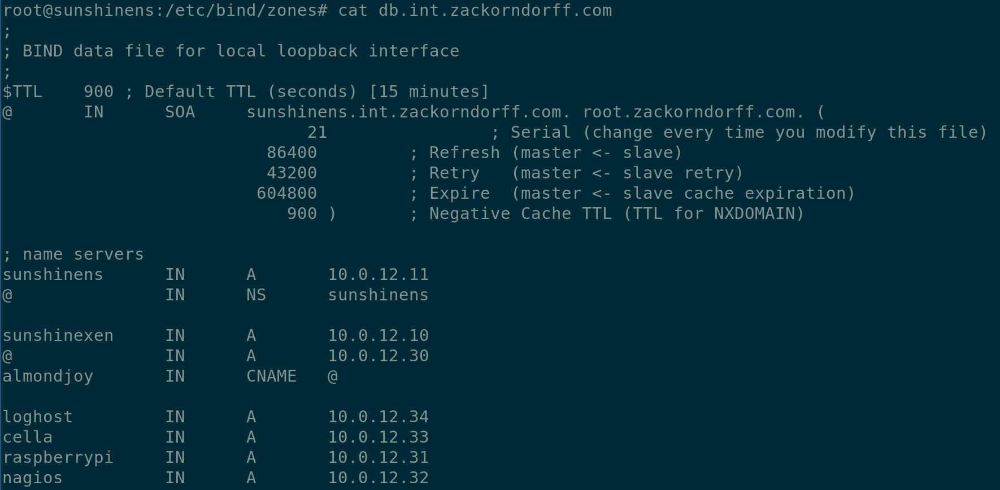 root@sunshinens:/etc/bind/zones# cat db.int.zackorndorff.com
;
; BIND data file for local loopback interface
;
$TTL    900 ; Default TTL (seconds) [15 minutes]
@       IN      SOA     sunshinens.int.zackorndorff.com. root.zackorndorff.com. (
                              21                ; Serial (change every time you modify this file)
                          86400         ; Refresh (master <- slave)
                          43200         ; Retry   (master <- slave retry)
                         604800         ; Expire  (master <- slave cache expiration)
                            900 )       ; Negative Cache TTL (TTL for NXDOMAIN)

; name servers
sunshinens      IN      A       10.0.12.11
@               IN      NS      sunshinens

sunshinexen     IN      A       10.0.12.10
@               IN      A       10.0.12.30
almondjoy       IN      CNAME   @

loghost         IN      A       10.0.12.34
cella           IN      A       10.0.12.33
raspberrypi     IN      A       10.0.12.31
nagios          IN      A       10.0.12.32